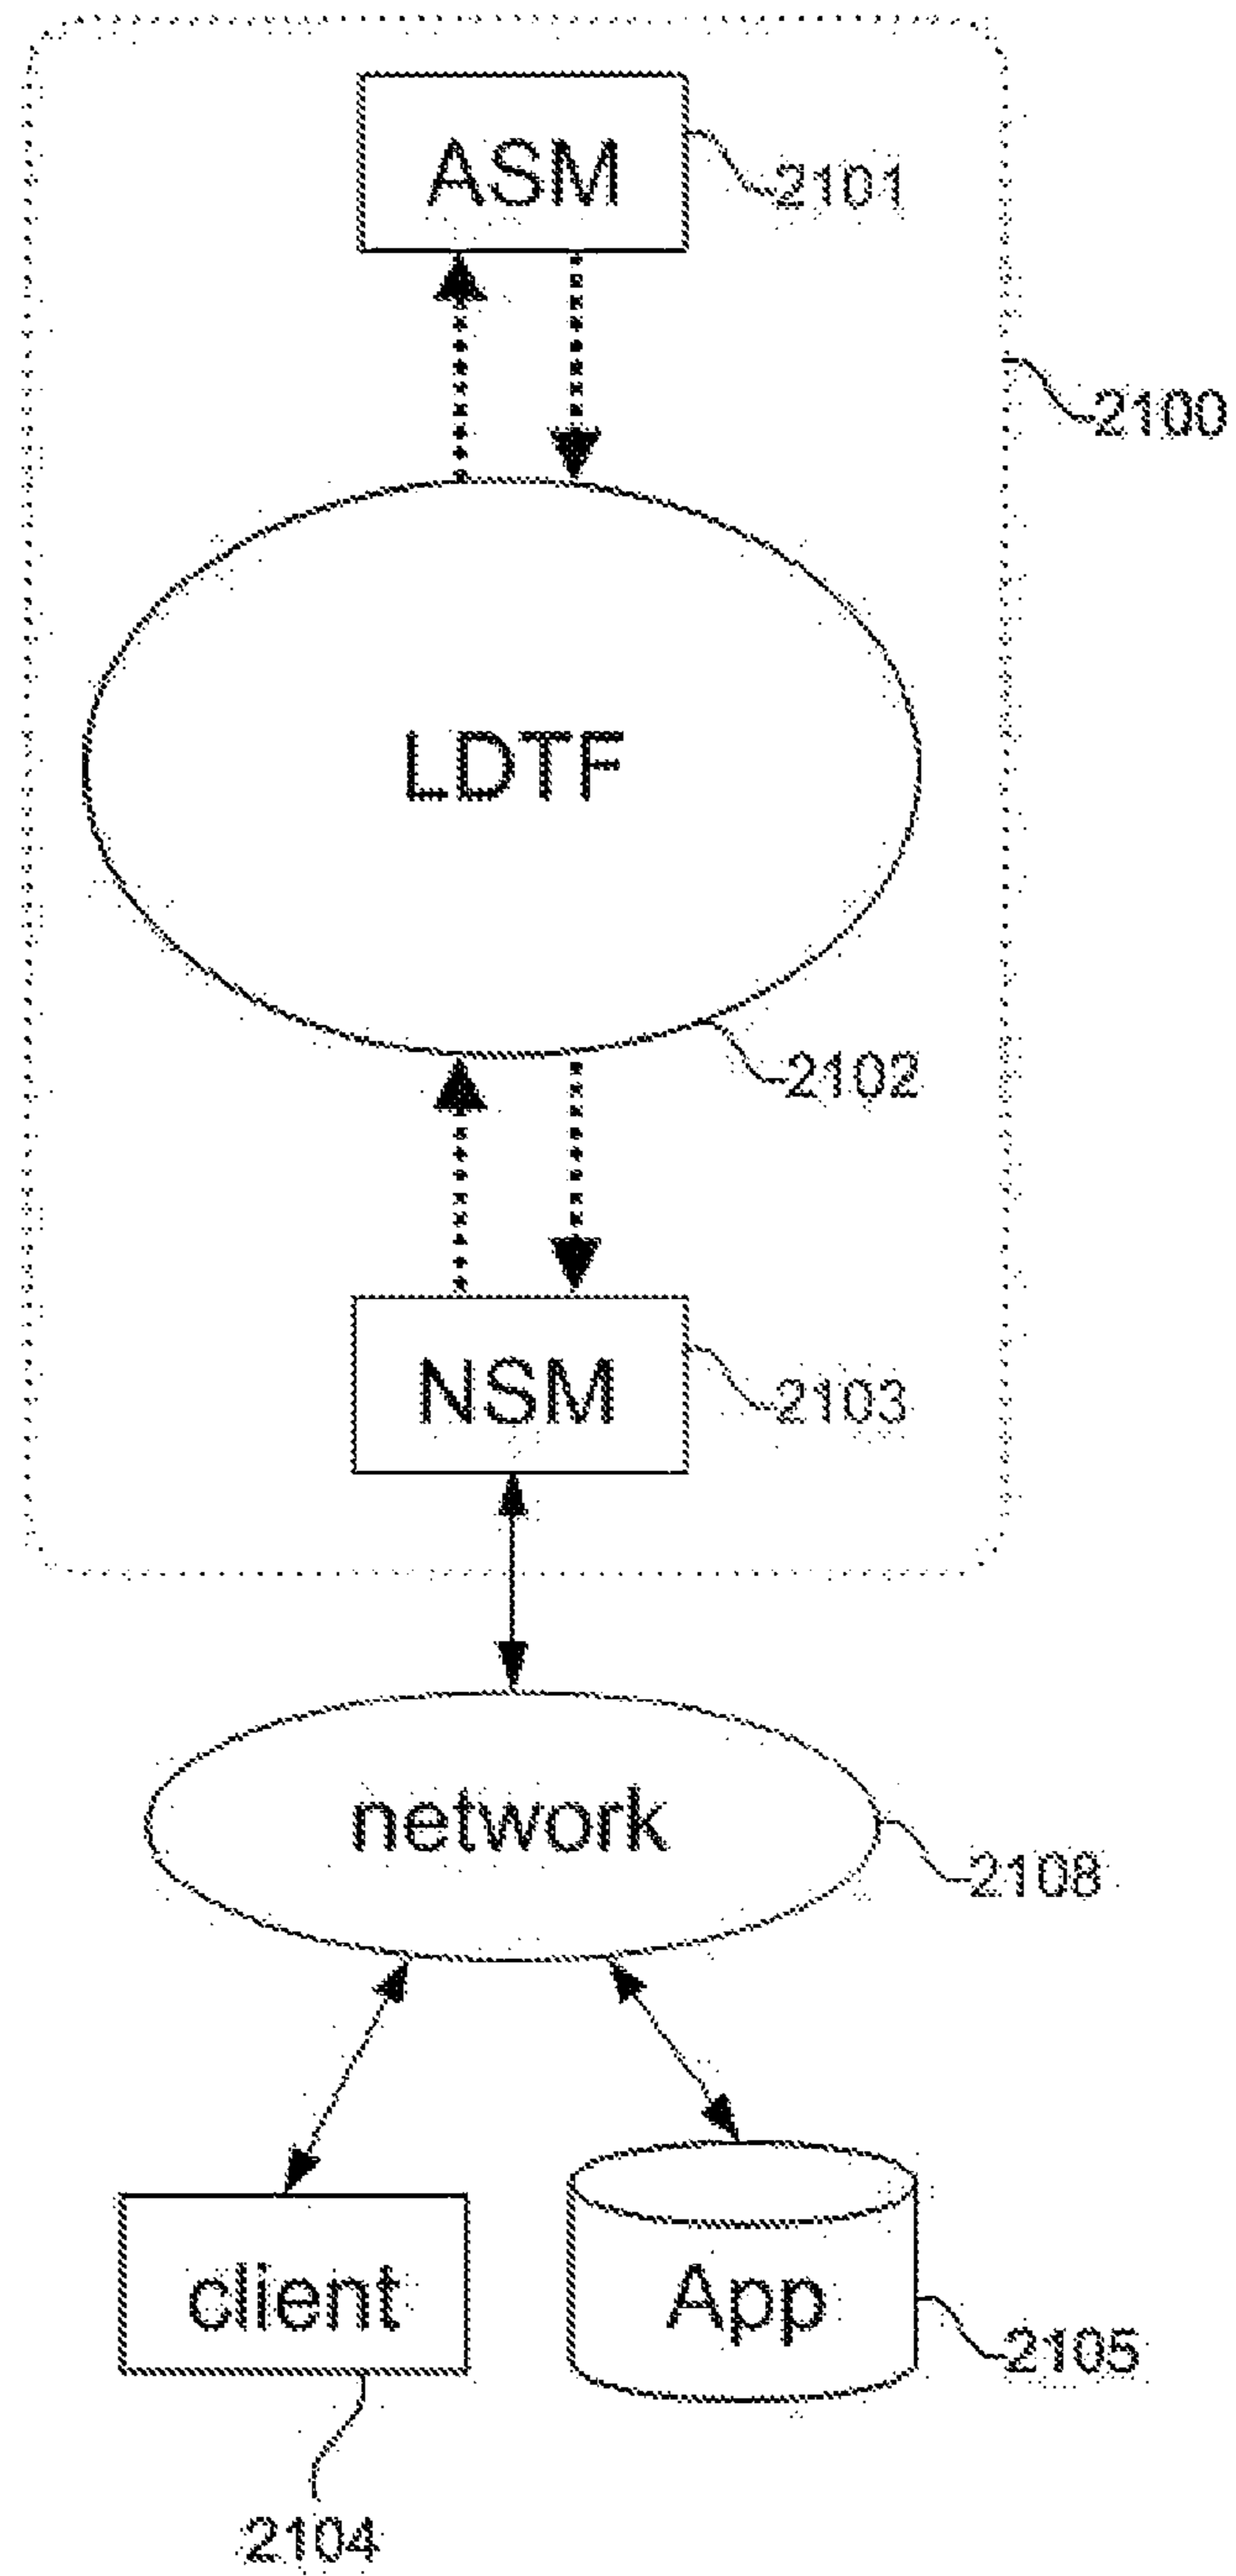 ASM
2101
2100
LDTF
2102
NSM
2103
network
2108
client
App
2105
2104